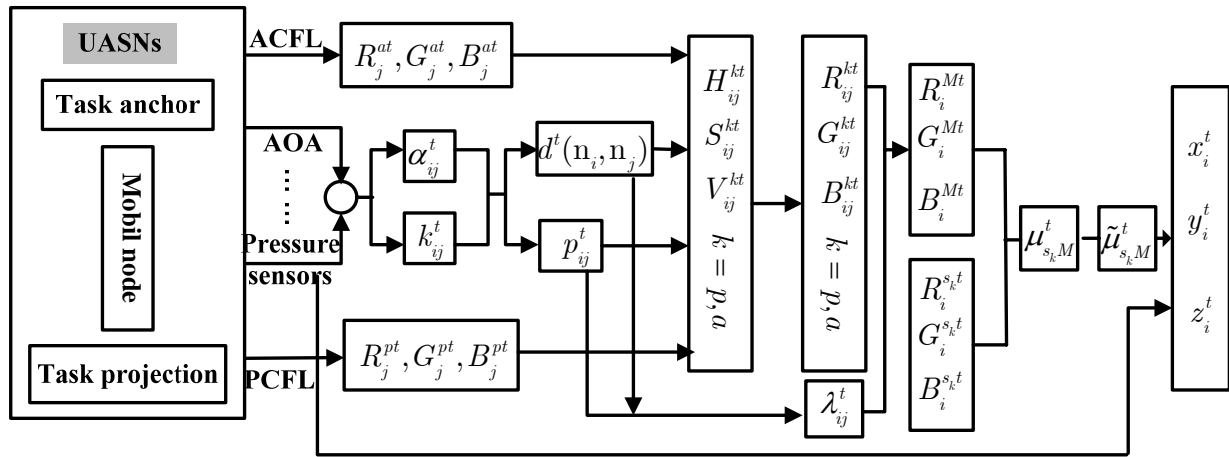 UASNs
Task anchor
Mobil node
Task projection
ACFL
AOA
Pressure
sensors
PCFL
R_j^{at}, G_j^{at}, B_j^{at}
α_{ij}^t
k_{ij}^t
R_j^{pt}, G_j^{pt}, B_j^{pt}
d^t(n_i, n_j)
p_{ij}^t
H_{ij}^{kt}
S_{ij}^{kt}
V_{ij}^{kt}
k = p,a
R_{ij}^{kt}
G_{ij}^{kt}
B_{ij}^{kt}
k = p,a
λ_{ij}^t
R_i^{Mt}
G_i^{Mt}
B_i^{Mt}
R_i^{s_k t}
G_i^{s_k t}
B_i^{s_k t}
μ_{s_k M}^t
μ̃_{s_k M}^t
x_i^t
y_i^t
z_i^t